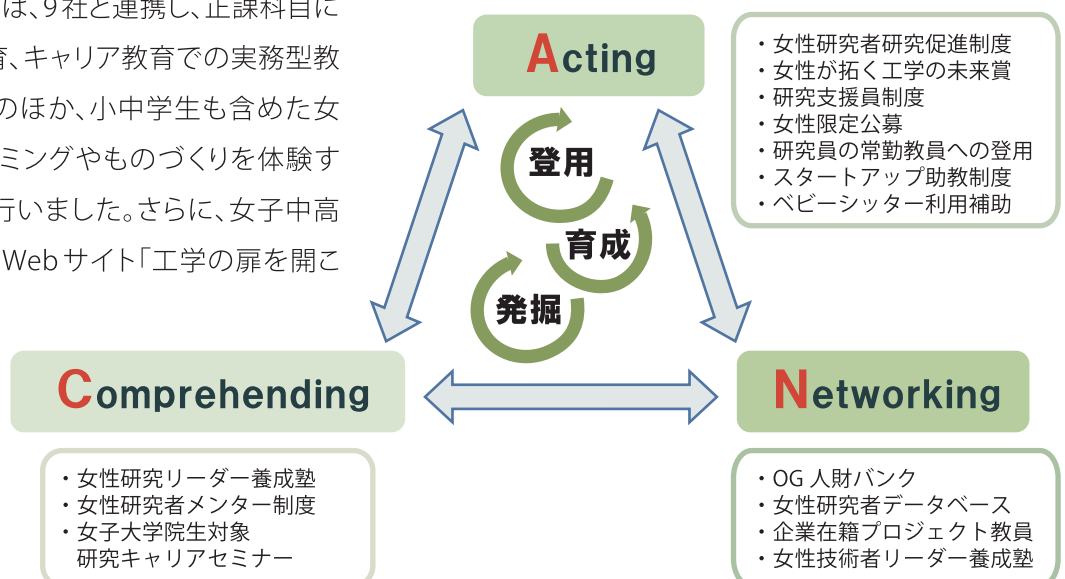 は、9社と連携し、正課科目に
育、キャリア教育での実務型教
のほか、小中学生も含めた女
ミングやものづくりを体験す
行いました。さらに、女子中高
Webサイト「工学の扉を開こ
Acting
・女性研究者研究促進制度
・女性が拓く工学の未来賞
・研究支援員制度
・女性限定公募
・研究員の常勤教員への登用
・スタートアップ助教制度
・ベビーシッター利用補助
登用
育成
発掘
Comprehending
・女性研究リーダー養成塾
・女性研究者メンター制度
・女子大学院生対象
研究キャリアセミナー
Networking
・OG 人財バンク
・女性研究者データベース
・企業在籍プロジェクト教員
・女性技術者リーダー養成塾